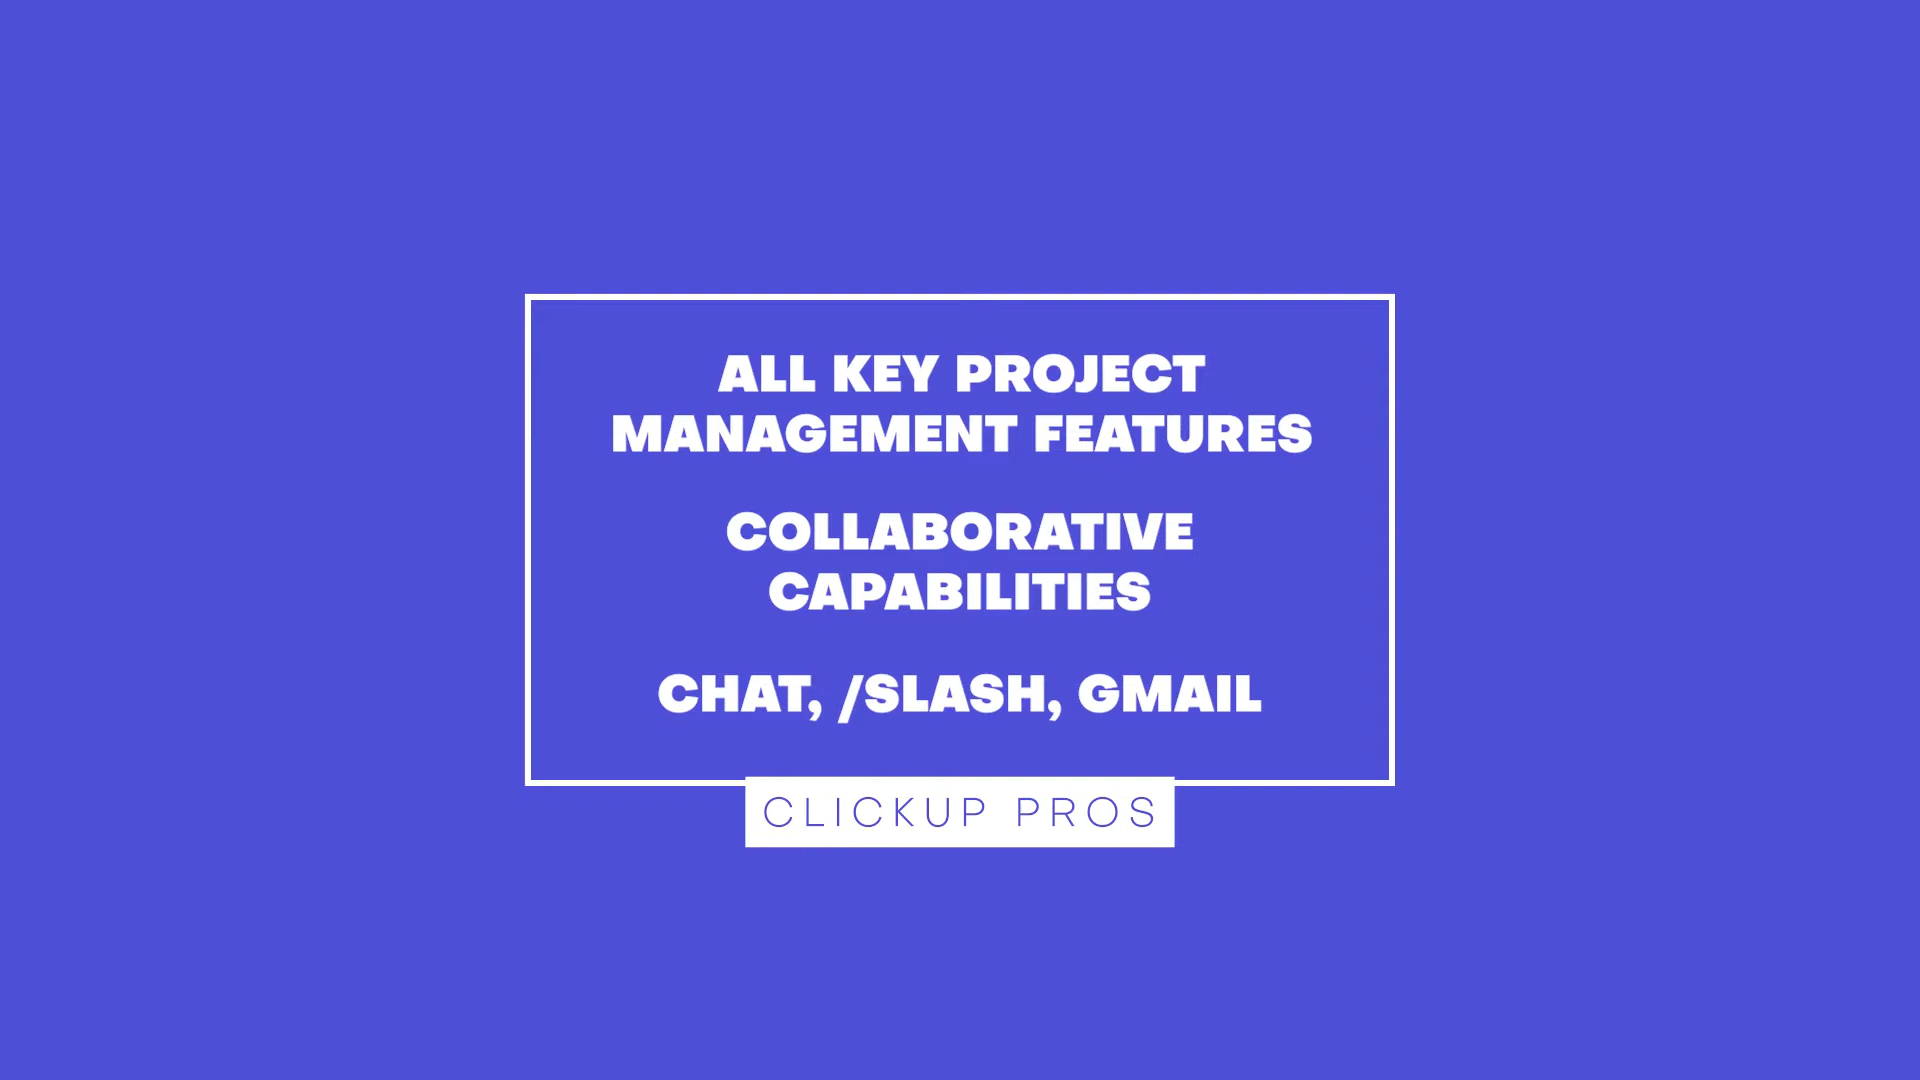 ALL KEY PROJECT
MANAGEMENT FEATURES
COLLABORATIVE
CAPABILITIES
CHAT, /SLASH, GMAIL
CLICKUP PROS